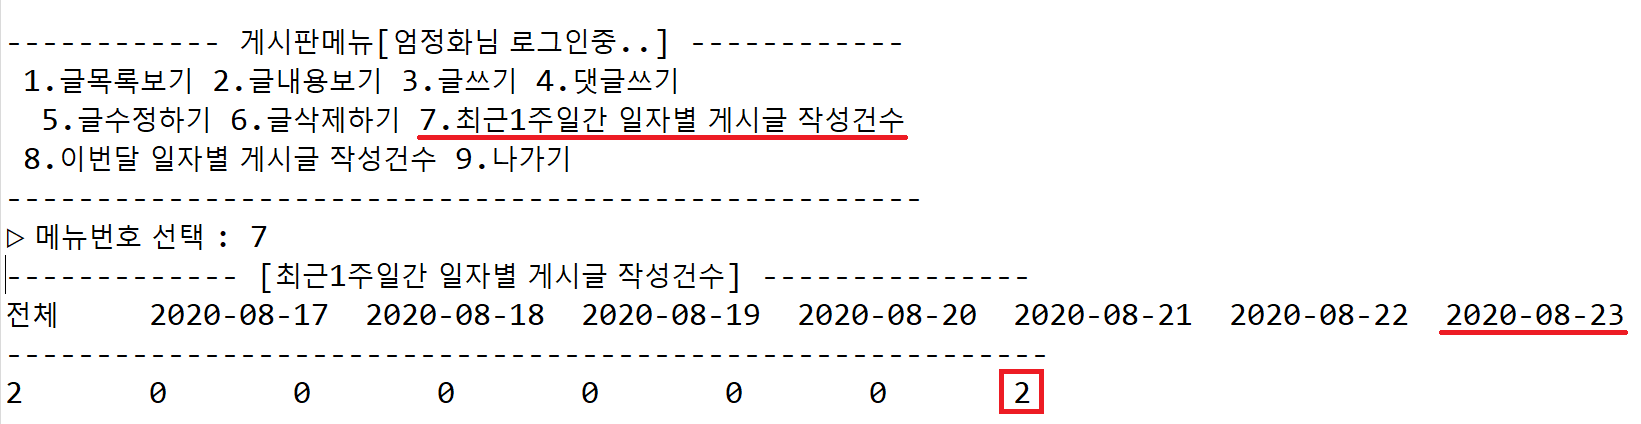 ------------ 게시판메뉴[엄정화님 로그인중..] ------------
1.글목록보기 2.글내용보기 3.글쓰기 4.댓글쓰기
5.글수정하기 6.글삭제하기 7.최근1주일간 일자별 게시글 작성건수
8.이번달 일자별 게시글 작성건수 9.나가기
---------------------------------------------------
▷ 메뉴번호 선택 : 7
------------- [최근1주일간 일자별 게시글 작성건수] ---------------
전체 2020-08-17 2020-08-18 2020-08-19 2020-08-20 2020-08-21 2020-08-22 2020-08-23
----------------------------------------------------------
2 0 0 0 0 0 0 2